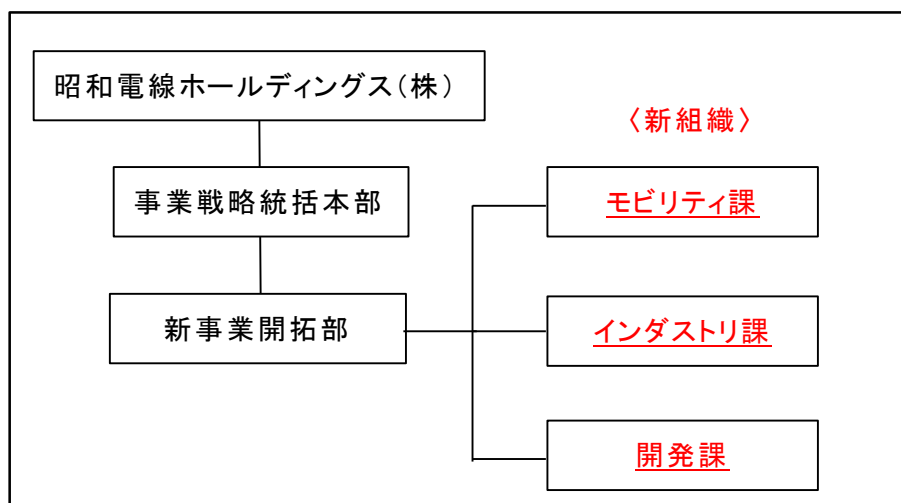 昭和電線ホールディングス(株)
〈新組織〉
事業戦略統括本部
モビリティ課
新事業開拓部
インダストリ課
開発課